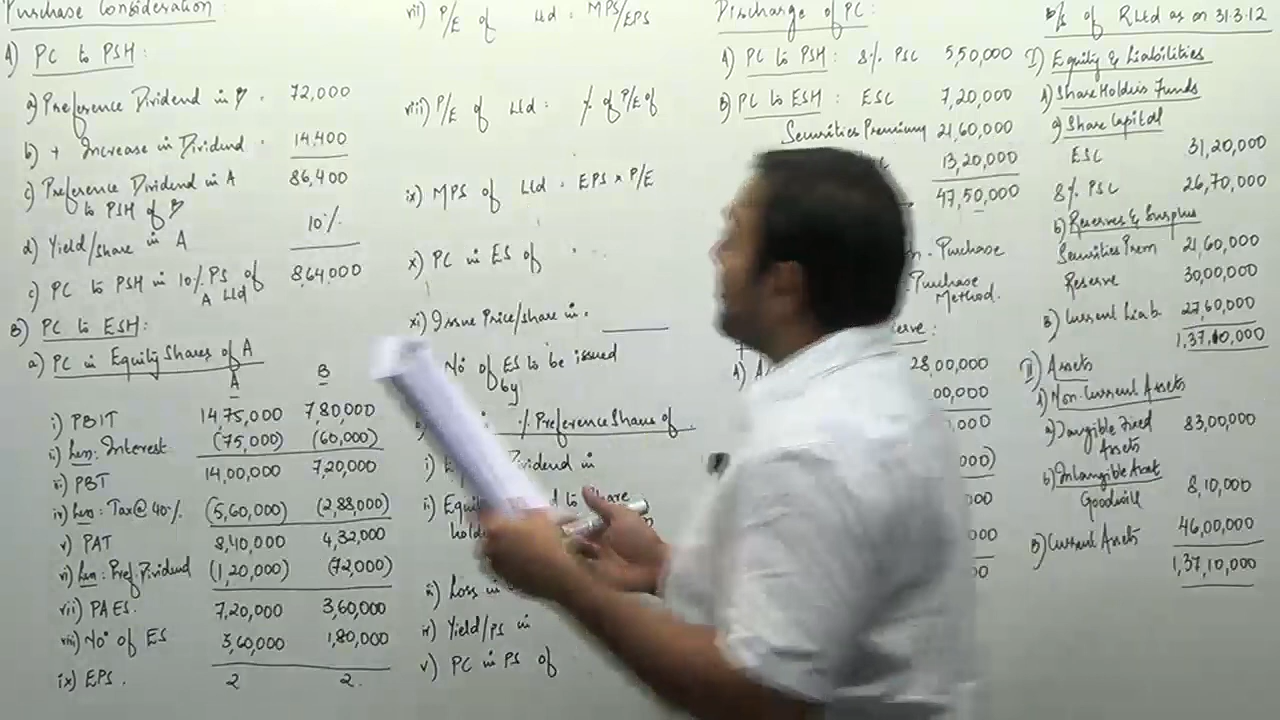 Purchase Consideration:
A) PC to PSH:
a) Preference Dividend in B. 72,000
b) + Increase in Dividend. 14,400
c) Preference Dividend in A 86,400
to PSH of B
d) Yield/share in A 10%
e) PC to PSH in 10% PS of 8,64,000
A Ltd
B) PC to ESH:
a) PC in Equity Shares of A
A B
i) PBIT 14,75,000 7,80,000
ii) Less: Interest (75,000) (60,000)
iii) PBT 14,00,000 7,20,000
iv) Less: Tax@ 40% (5,60,000) (2,88,000)
v) PAT 8,40,000 4,32,000
vi) Less: Pref. Dividend (1,20,000) (72,000)
vii) PAES. 7,20,000 3,60,000
viii) No of ES 3,60,000 1,80,000
ix) EPS. 2 2.
vii) P/E of Ltd = MPS/EPS
viii) P/E of Ltd = % of P/E of
ix) MPS of Ltd = EPS x P/E
x) PC in ES of
xi) Issue Price/share in.
No of ES to be issued
by
% Preference Shares of
i) Dividend in
ii) to Share
iii) Loss in
iv) Yield/PS in
v) PC in PS of
Discharge of PC:
A) PC to PSH: 8% PSC 5,50,000
B) PC to ESH: ESC 7,20,000
Securities Premium 21,60,000
13,20,000
47,50,000
Purchase
Purchase
Method.
28,00,000
B/s of R Ltd as on 31.3.12
I) Equity & Liabilities
A) Share Holders Funds
a) Share Capital
ESC 31,20,000
8% PSC 26,70,000
b) Reserves & Surplus
Securities Prem 21,60,000
Reserve 30,00,000
B) Current Liab. 27,60,000
1,37,10,000
II) Assets
A) Non Current Assets
a) Tangible Fixed 83,00,000
Assets
b) Intangible Asset
Goodwill 8,10,000
B) Current Assets 46,00,000
1,37,10,000